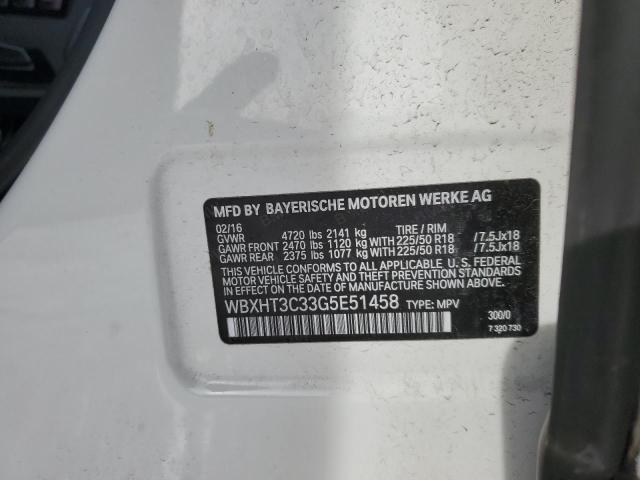 MFD BY BAYERISCHE MOTOREN WERKE AG
02/16
GVWR 4720 lbs 2141 kg TIRE / RIM
GAWR FRONT 2470 lbs 1120 kg WITH 225/50 R18 /7.5Jx18
GAWR REAR 2375 lbs 1077 kg WITH 225/50 R18 /7.5Jx18
THIS VEHICLE CONFORMS TO ALL APPLICABLE U.S. FEDERAL
MOTOR VEHICLE SAFETY AND THEFT PREVENTION STANDARDS
IN EFFECT ON THE DATE OF MANUFACTURE SHOWN ABOVE.
WBXHT3C33G5E51458 TYPE: MPV
300/0
7 320 730